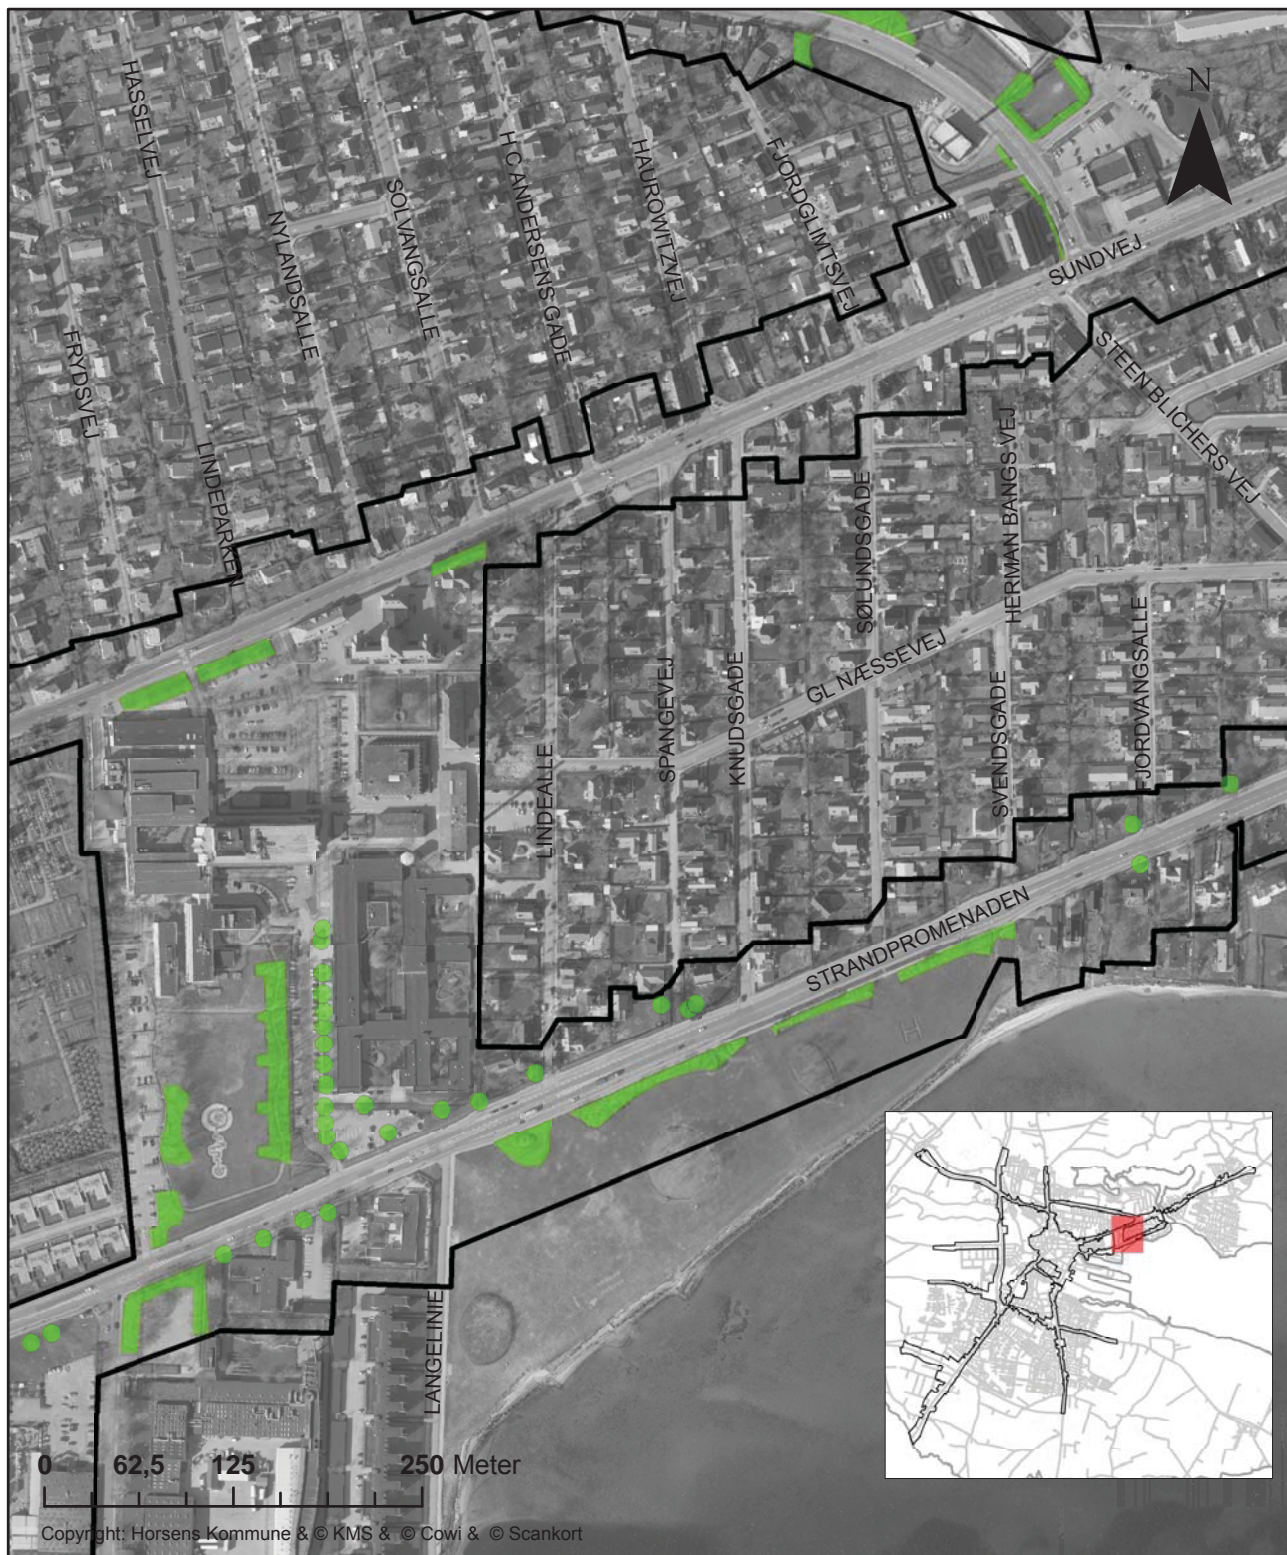 N
HASSELVEJ
NYLANDSALLE
SOLVANGSALLE
H C ANDERSENS GADE
HAUROWITZVEJ
FJORDGLIMTSVEJ
SUNDVEJ
FRYDSVEJ
LINDEPARKEN
STEEN BLICHERS VEJ
HERMAN BANGS VEJ
SØLUNDSGADE
GL NÆSSEVEJ
SPANGEVEJ
KNUDSGADE
LINDEALLE
SVENDSGADE
FJORDVANGSALLE
STRANDPROMENADEN
LANGELINIE
0 62,5 125 250 Meter
Copyright: Horsens Kommune & © KMS & © Cowi & © Scankort